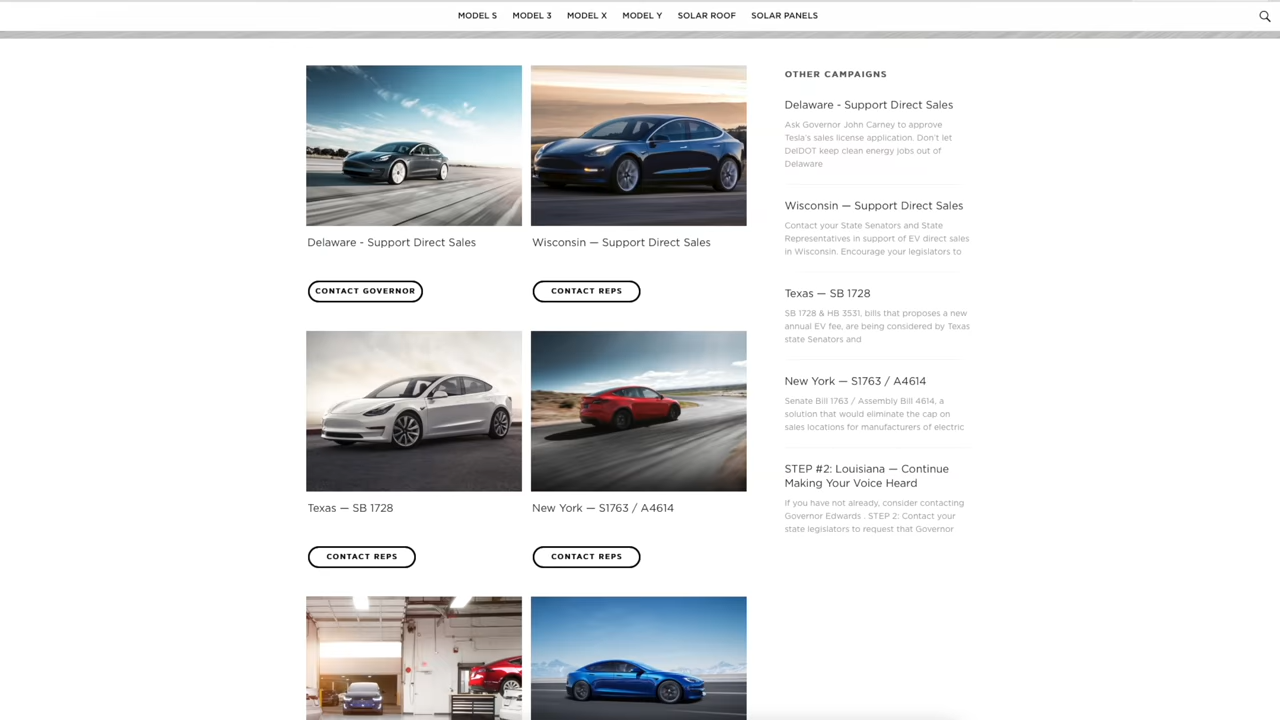 MODEL S MODEL 3 MODEL X MODEL Y SOLAR ROOF SOLAR PANELS
Delaware - Support Direct Sales
CONTACT GOVERNOR
Wisconsin — Support Direct Sales
CONTACT REPS
Texas — SB 1728
CONTACT REPS
New York — S1763 / A4614
CONTACT REPS
OTHER CAMPAIGNS
Delaware - Support Direct Sales
Ask Governor John Carney to approve
Tesla's sales license application. Don't let
DelDOT keep clean energy jobs out of
Delaware
Wisconsin — Support Direct Sales
Contact your State Senators and State
Representatives in support of EV direct sales
in Wisconsin. Encourage your legislators to
Texas — SB 1728
SB 1728 & HB 3531, bills that proposes a new
annual EV fee, are being considered by Texas
state Senators and
New York — S1763 / A4614
Senate Bill 1763 / Assembly Bill 4614, a
solution that would eliminate the cap on
sales locations for manufacturers of electric
STEP #2: Louisiana — Continue
Making Your Voice Heard
If you have not already, consider contacting
Governor Edwards . STEP 2: Contact your
state legislators to request that Governor